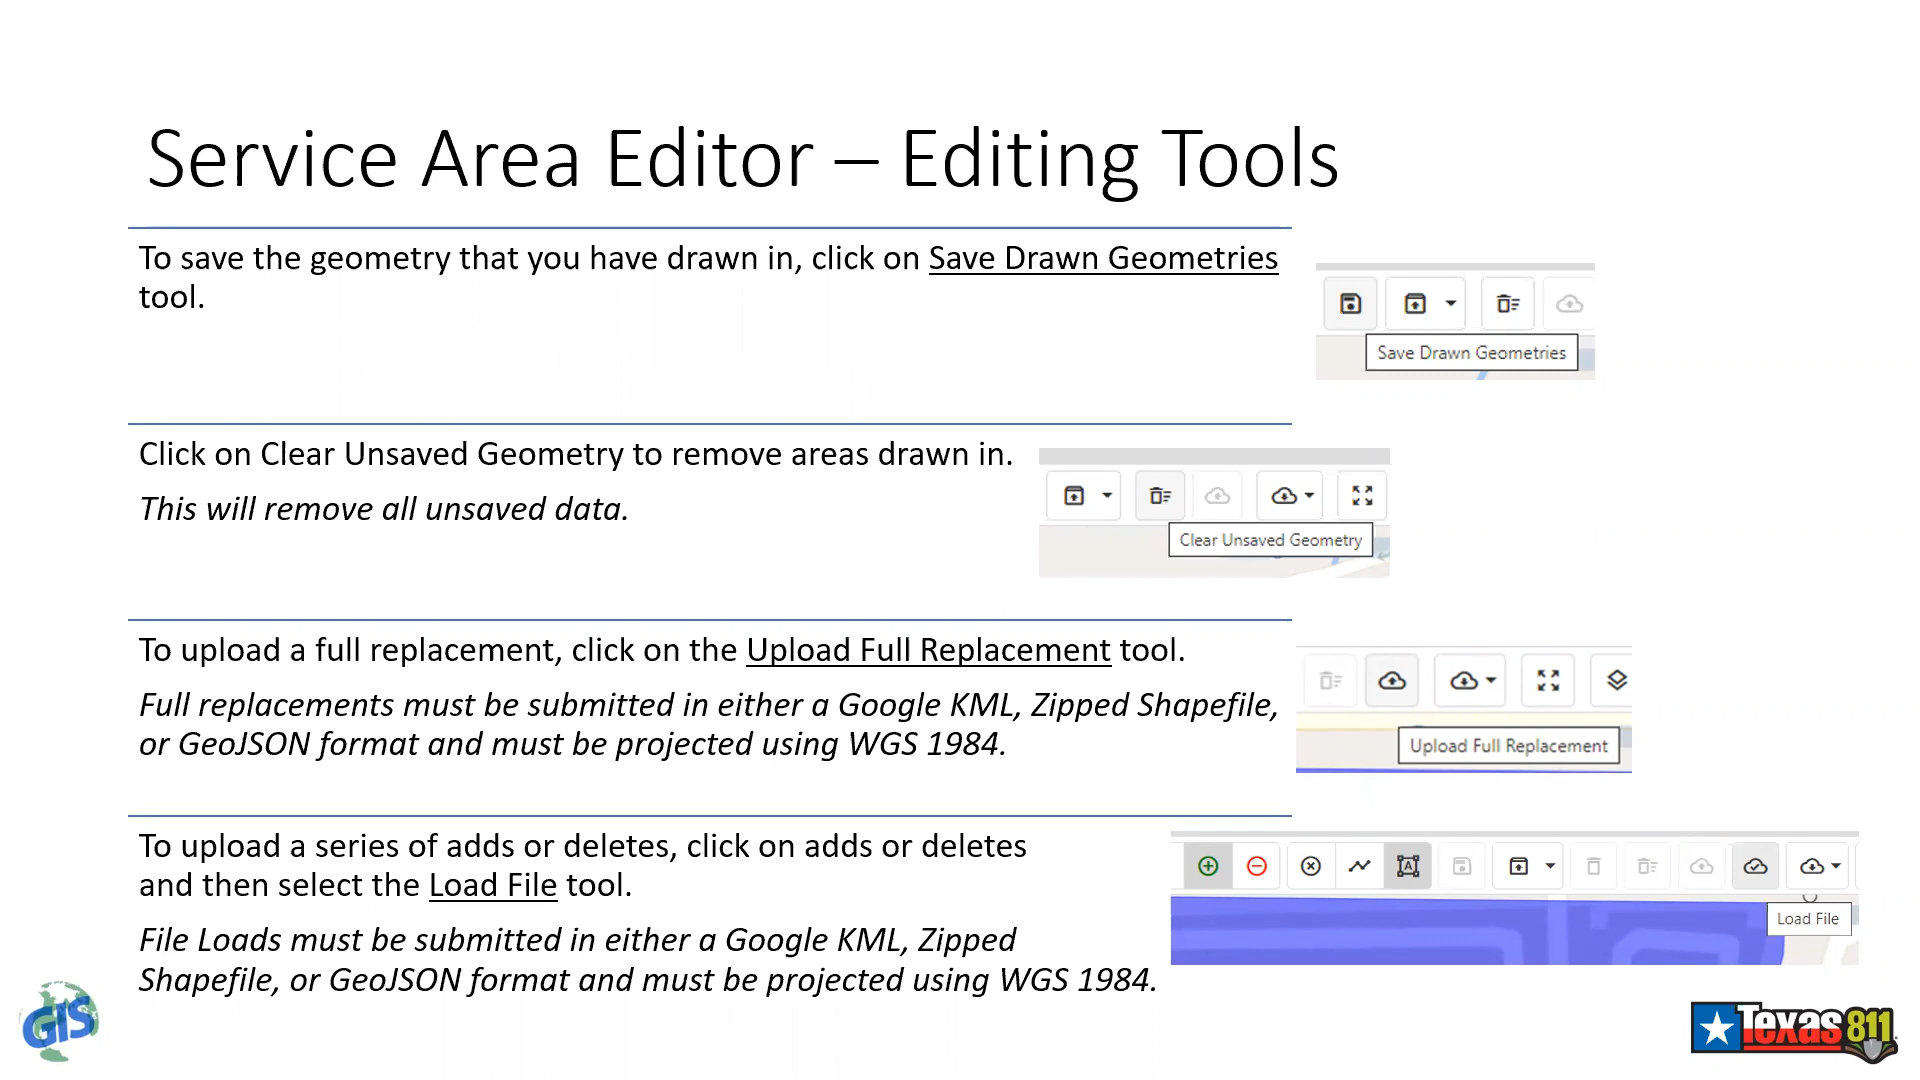 Service Area Editor – Editing Tools
To save the geometry that you have drawn in, click on Save Drawn Geometries
tool.
Save Drawn Geometries
Click on Clear Unsaved Geometry to remove areas drawn in.
This will remove all unsaved data.
Clear Unsaved Geometry
To upload a full replacement, click on the Upload Full Replacement tool.
Full replacements must be submitted in either a Google KML, Zipped Shapefile,
or GeoJSON format and must be projected using WGS 1984.
Upload Full Replacement
To upload a series of adds or deletes, click on adds or deletes
and then select the Load File tool.
File Loads must be submitted in either a Google KML, Zipped
Shapefile, or GeoJSON format and must be projected using WGS 1984.
A
Load File
GIS
Texas 811